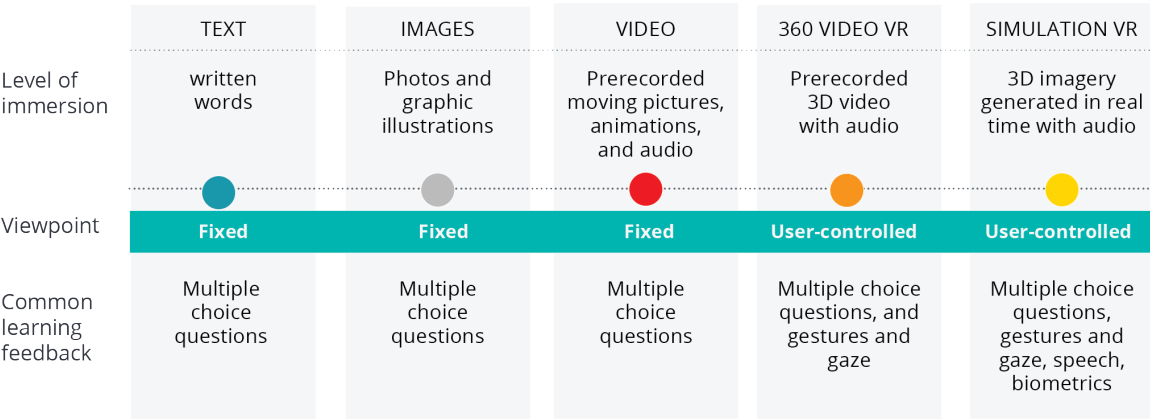 TEXT IMAGES VIDEO 360 VIDEO VR SIMULATION VR
Level of immersion
written
words
Photos and
graphic
illustrations
Prerecorded
moving pictures,
animations,
and audio
Prerecorded
3D video
with audio
3D imagery
generated in real
time with audio
Viewpoint
Fixed Fixed Fixed User-controlled User-controlled
Common
learning
feedback
Multiple
choice
questions
Multiple
choice
questions
Multiple
choice
questions
Multiple choice
questions, and
gestures and
gaze
Multiple choice
questions,
gestures and
gaze, speech,
biometrics